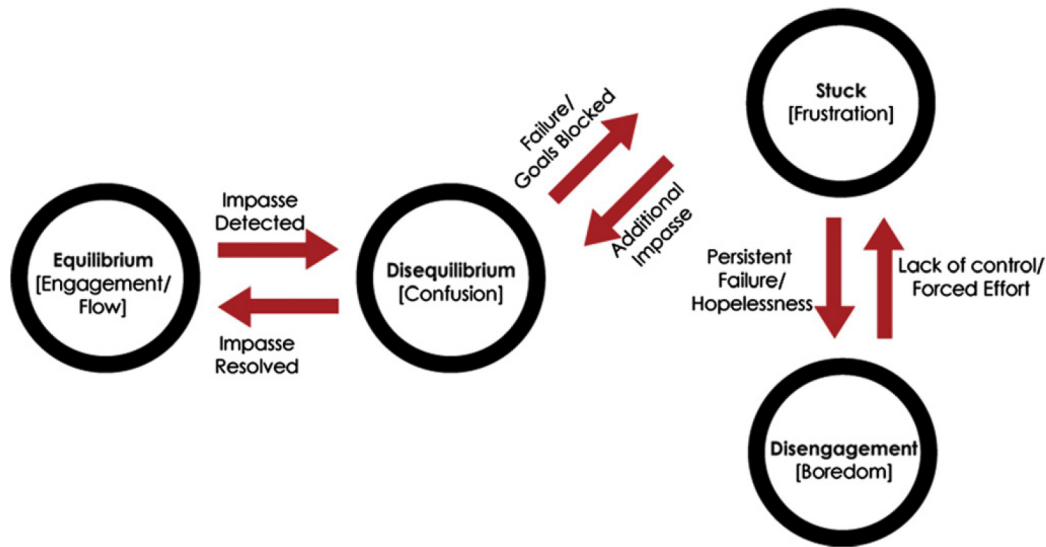 Equilibrium
[Engagement/
Flow]
Impasse
Detected
Impasse
Resolved
Disequilibrium
[Confusion]
Failure/
Goals Blocked
Additional
Impasse
Stuck
[Frustration]
Persistent
Failure/
Hopelessness
Lack of control/
Forced Effort
Disengagement
[Boredom]